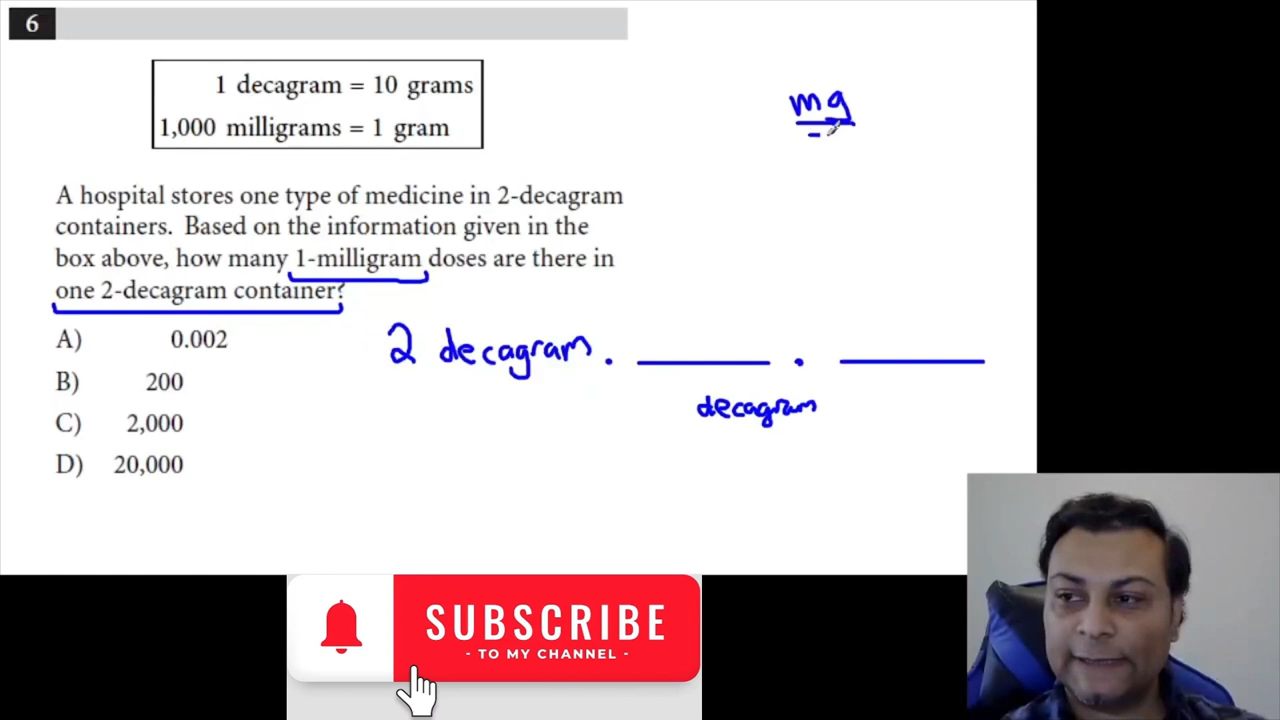 6
1 decagram = 10 grams
1,000 milligrams = 1 gram
mg
A hospital stores one type of medicine in 2-decagram
containers. Based on the information given in the
box above, how many 1-milligram doses are there in
one 2-decagram container?
A) 0.002
B) 200
C) 2,000
D) 20,000
2 decagram . ______ . ______
decagram
SUBSCRIBE
- TO MY CHANNEL -